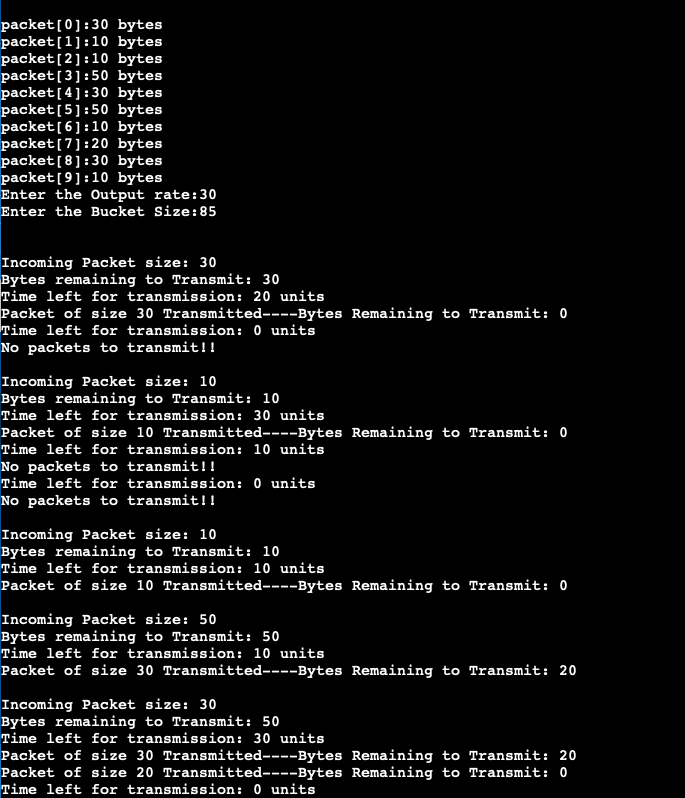 packet[0]:30 bytes
packet[1]:10 bytes
packet[2]:10 bytes
packet[3]:50 bytes
packet[4]:30 bytes
packet[5]:50 bytes
packet[6]:10 bytes
packet[7]:20 bytes
packet[8]:30 bytes
packet[9]:10 bytes
Enter the Output rate:30
Enter the Bucket Size:85
Incoming Packet size: 30
Bytes remaining to Transmit: 30
Time left for transmission: 20 units
Packet of size 30 Transmitted----Bytes Remaining to Transmit: 0
Time left for transmission: 0 units
No packets to transmit!!
Incoming Packet size: 10
Bytes remaining to Transmit: 10
Time left for transmission: 30 units
Packet of size 10 Transmitted----Bytes Remaining to Transmit: 0
Time left for transmission: 10 units
No packets to transmit!!
Time left for transmission: 0 units
No packets to transmit!!
Incoming Packet size: 10
Bytes remaining to Transmit: 10
Time left for transmission: 10 units
Packet of size 10 Transmitted----Bytes Remaining to Transmit: 0
Incoming Packet size: 50
Bytes remaining to Transmit: 50
Time left for transmission: 10 units
Packet of size 30 Transmitted----Bytes Remaining to Transmit: 20
Incoming Packet size: 30
Bytes remaining to Transmit: 50
Time left for transmission: 30 units
Packet of size 30 Transmitted----Bytes Remaining to Transmit: 20
Packet of size 20 Transmitted----Bytes Remaining to Transmit: 0
Time left for transmission: 0 units